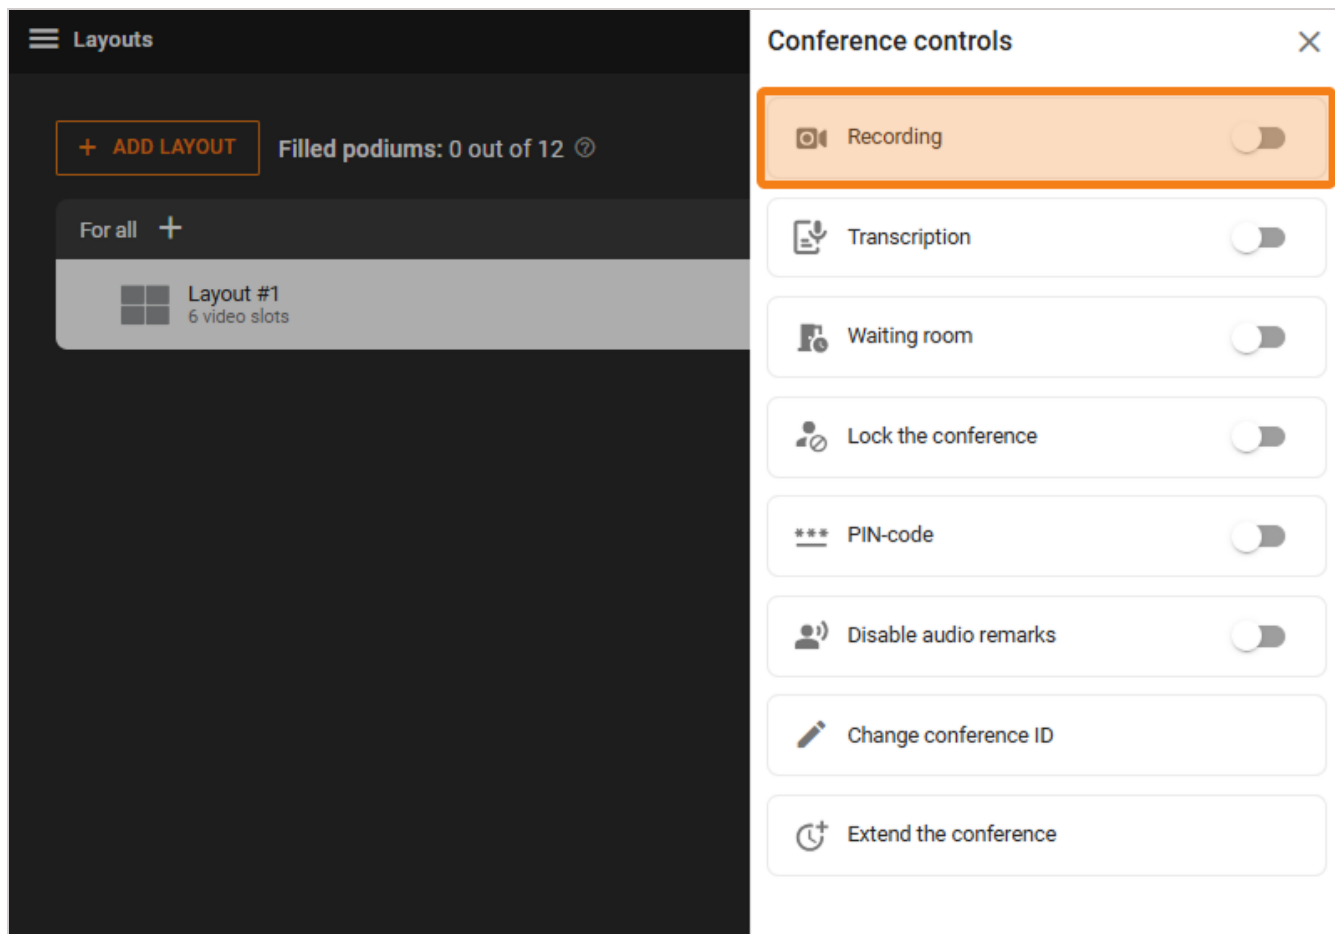 Layouts
+ ADD LAYOUT
Filled podiums: 0 out of 12 ?
For all +
Layout #1
6 video slots
Conference controls
Recording
Transcription
Waiting room
Lock the conference
*** PIN-code
Disable audio remarks
Change conference ID
Extend the conference